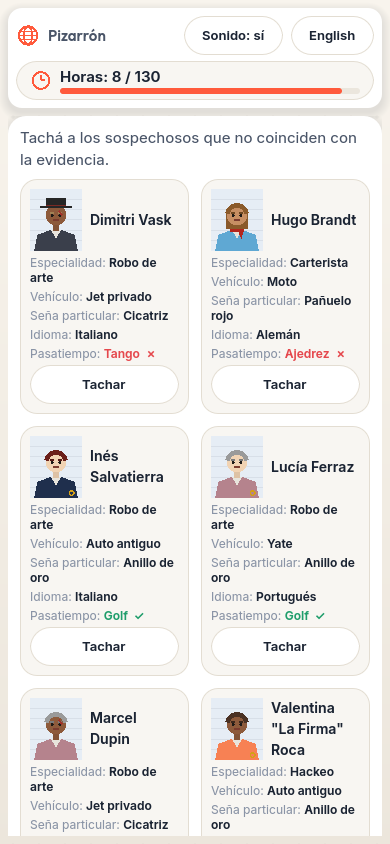 Pizarrón
Sonido: sí
English
Horas: 8 / 130
Tachá a los sospechosos que no coinciden con
la evidencia.
Dimitri Vask
Especialidad: Robo de
arte
Vehículo: Jet privado
Seña particular: Cicatriz
Idioma: Italiano
Pasatiempo: Tango ×
Tachar
Hugo Brandt
Especialidad: Carterista
Vehículo: Moto
Seña particular: Pañuelo
rojo
Idioma: Alemán
Pasatiempo: Ajedrez ×
Tachar
Inés
Salvatierra
Especialidad: Robo de
arte
Vehículo: Auto antiguo
Seña particular: Anillo de
oro
Idioma: Italiano
Pasatiempo: Golf ✓
Tachar
Lucía Ferraz
Especialidad: Robo de
arte
Vehículo: Yate
Seña particular: Anillo de
oro
Idioma: Portugués
Pasatiempo: Golf ✓
Tachar
Marcel
Dupin
Especialidad: Robo de
arte
Vehículo: Jet privado
Seña particular: Cicatriz
Valentina
"La Firma"
Roca
Especialidad: Hackeo
Vehículo: Auto antiguo
Seña particular: Anillo de
oro